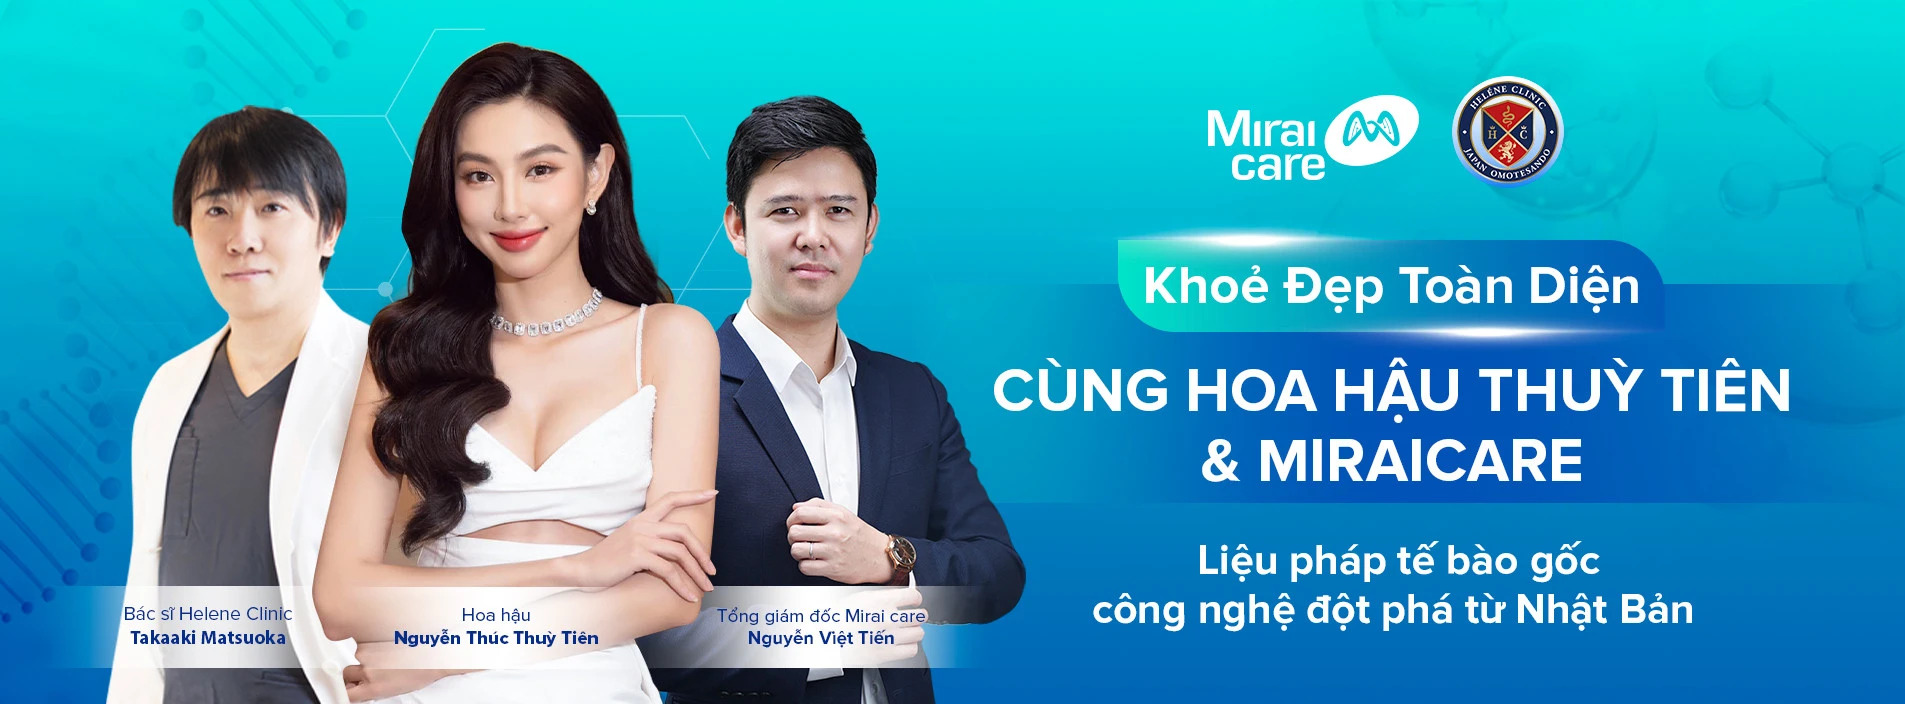 Mirai
care
HELENE CLINIC
H C
JAPAN OMOTESANDO
Khoẻ Đẹp Toàn Diện
CÙNG HOA HẬU THUỲ TIÊN
& MIRAICARE
Liệu pháp tế bào gốc
công nghệ đột phá từ Nhật Bản
Bác sĩ Helene Clinic
Takaaki Matsuoka
Hoa hậu
Nguyễn Thúc Thuỳ Tiên
Tổng giám đốc Mirai care
Nguyễn Việt Tiến